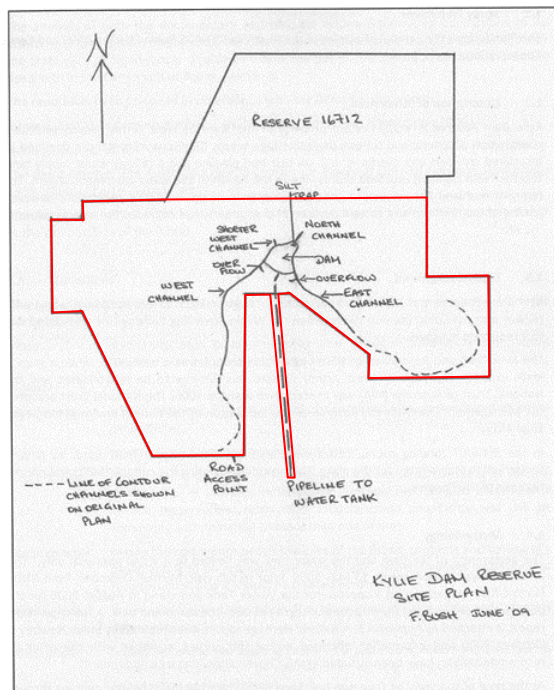 N
RESERVE 16712
SILT
TRAP
SHORTER
WEST
CHANNEL
NORTH
CHANNEL
OVER
FLOW
DAM
OVERFLOW
WEST
CHANNEL
EAST
CHANNEL
ROAD
ACCESS
POINT
PIPELINE TO
WATER TANK
LINE OF CONTOUR
CHANNELS SHOWN
ON ORIGINAL
PLAN
KYLIE DAM RESERVE
SITE PLAN
F. BUSH JUNE '09